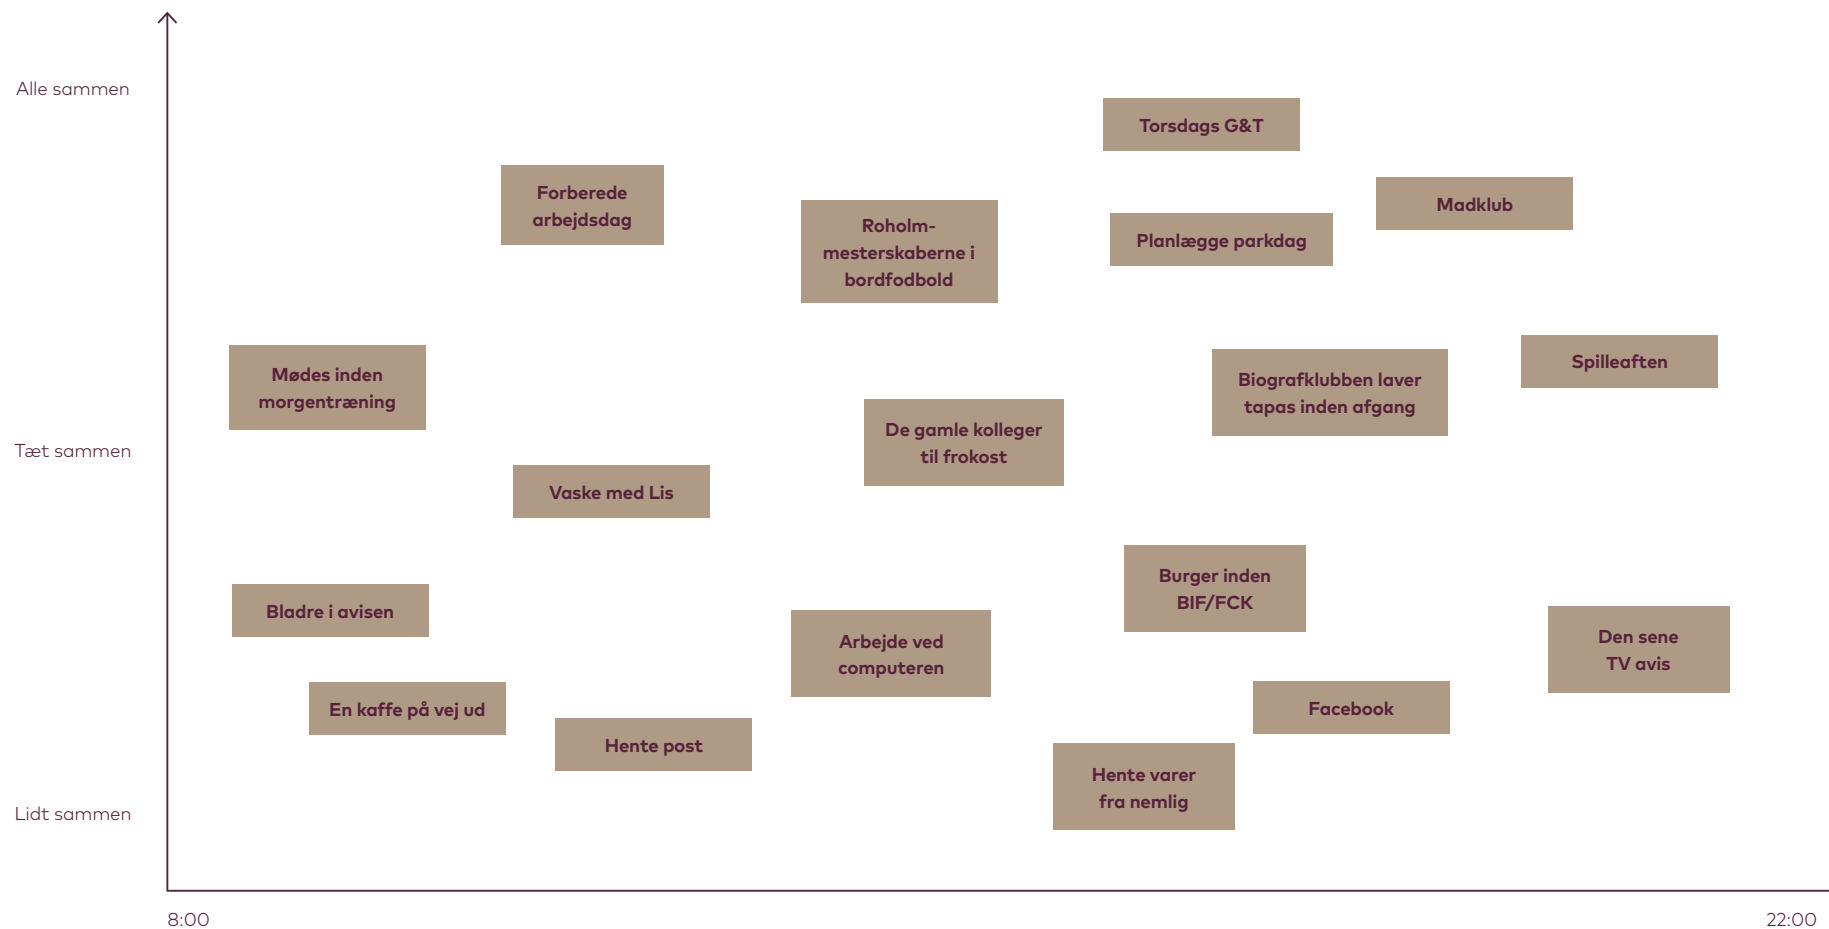 Alle sammen
Torsdags G&T
Forberede
arbejdsdag
Madklub
Roholm-
mesterskaberne i
bordfodbold
Planlægge parkdag
Mødes inden
morgentræning
Spilleaften
Biografklubben laver
tapas inden afgang
De gamle kolleger
til frokost
Tæt sammen
Vaske med Lis
Burger inden
BIF/FCK
Bladre i avisen
Arbejde ved
computeren
Den sene
TV avis
En kaffe på vej ud
Facebook
Hente post
Hente varer
fra nemlig
Lidt sammen
8:00
22:00